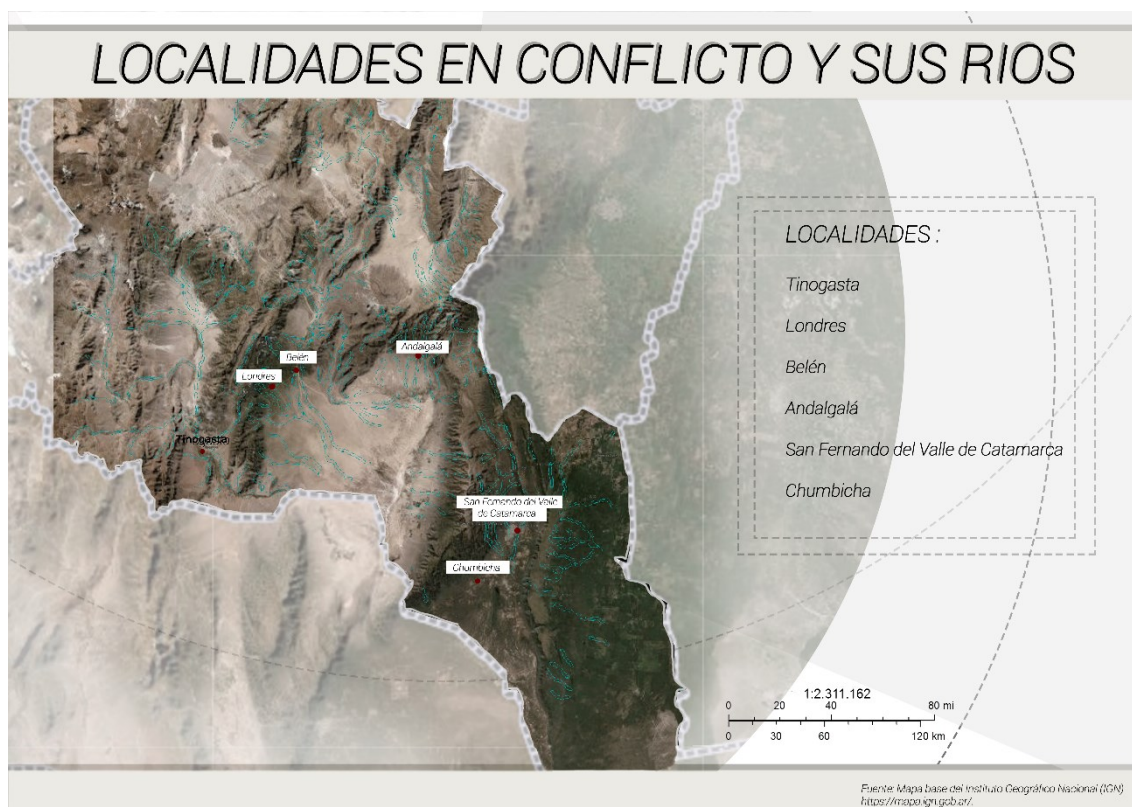 LOCALIDADES EN CONFLICTO Y SUS RIOS
LOCALIDADES :
Tinogasta
Londres
Belén
Andalgalá
San Fernando del Valle de Catamarca
Chumbicha
Belén
Andalgalá
Londres
Tinogasta
San Fernando del Valle
de Catamarca
Chumbicha
1:2.311.162
0 20 40 80 mi
0 30 60 120 km
Fuente: Mapa base del Instituto Geográfico Nacional (IGN)
https://mapa.ign.gob.ar/.